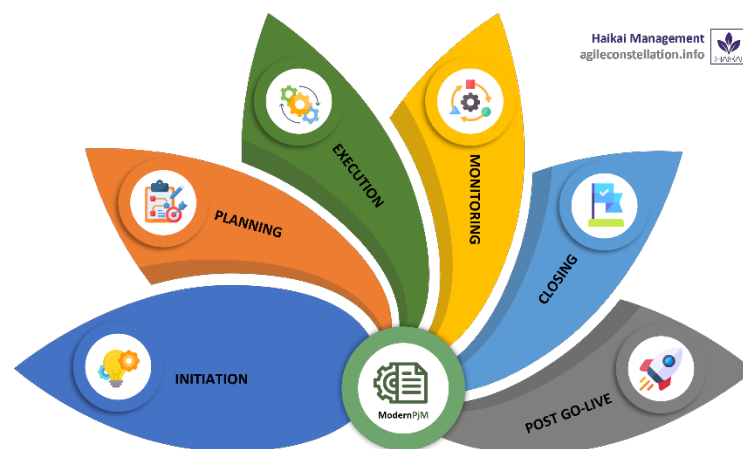 Haikai Management
agileconstellation.info
HAIKAI
EXECUTION
MONITORING
PLANNING
CLOSING
INITIATION
ModernPjM
POST GO-LIVE